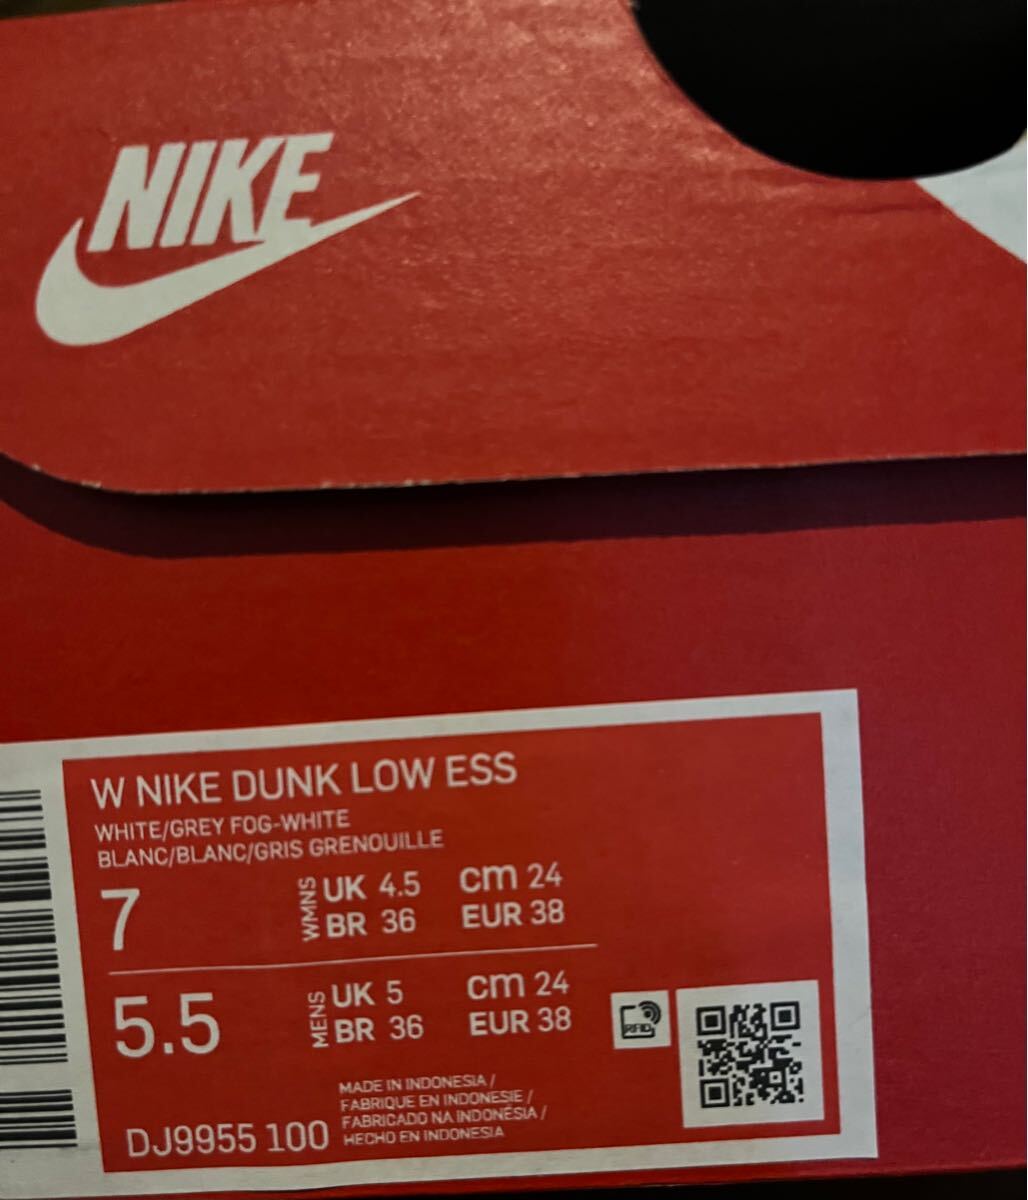 NIKE
W NIKE DUNK LOW ESS
WHITE/GREY FOG-WHITE
BLANC/BLANC/GRIS GRENOUILLE
7 WMNS UK 4.5 cm 24
BR 36 EUR 38
5.5 MENS UK 5 cm 24
BR 36 EUR 38
RFID
MADE IN INDONESIA /
FABRIQUE EN INDONESIE /
FABRICADO NA INDONÉSIA /
HECHO EN INDONESIA
DJ9955 100